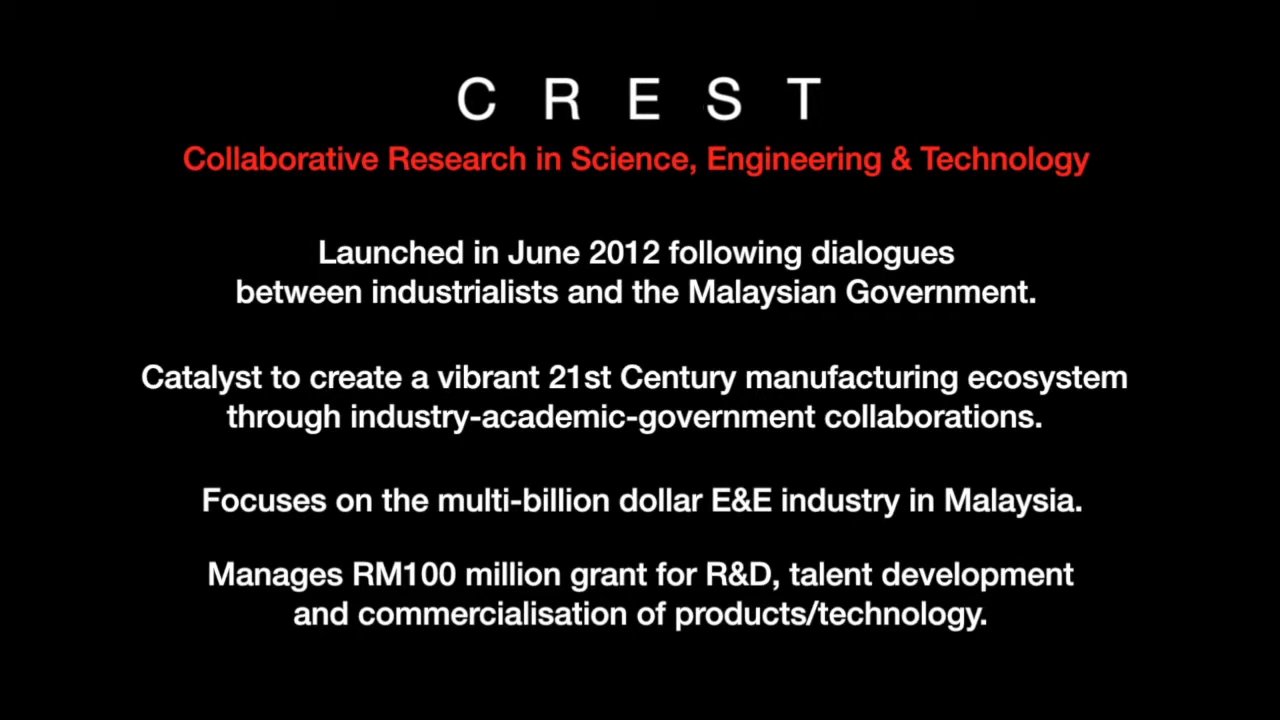 C R E S T
Collaborative Research in Science, Engineering & Technology
Launched in June 2012 following dialogues
between industrialists and the Malaysian Government.
Catalyst to create a vibrant 21st Century manufacturing ecosystem
through industry-academic-government collaborations.
Focuses on the multi-billion dollar E&E industry in Malaysia.
Manages RM100 million grant for R&D, talent development
and commercialisation of products/technology.